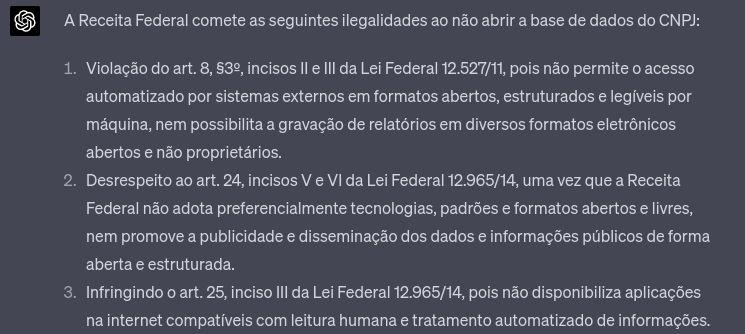 A Receita Federal comete as seguintes ilegalidades ao não abrir a base de dados do CNPJ:
1. Violação do art. 8, §3º, incisos II e III da Lei Federal 12.527/11, pois não permite o acesso
automatizado por sistemas externos em formatos abertos, estruturados e legíveis por
máquina, nem possibilita a gravação de relatórios em diversos formatos eletrônicos
abertos e não proprietários.
2. Desrespeito ao art. 24, incisos V e VI da Lei Federal 12.965/14, uma vez que a Receita
Federal não adota preferencialmente tecnologias, padrões e formatos abertos e livres,
nem promove a publicidade e disseminação dos dados e informações públicos de forma
aberta e estruturada.
3. Infringindo o art. 25, inciso III da Lei Federal 12.965/14, pois não disponibiliza aplicações
na internet compatíveis com leitura humana e tratamento automatizado de informações.